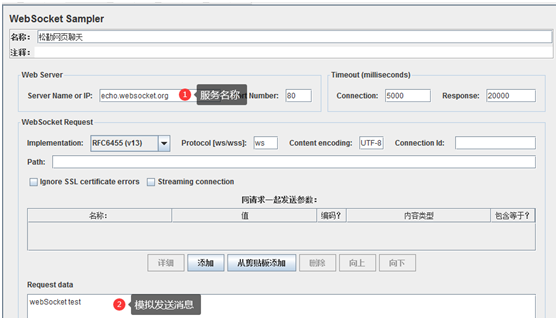 WebSocket Sampler
名称: 松勤网页聊天
注释:
Web Server
Timeout (milliseconds)
Server Name or IP: echo.websocket.org 1 服务名称 rt Number: 80 Connection: 5000 Response: 20000
WebSocket Request
Implementation: RFC6455 (v13) Protocol [ws/wss]: ws Content encoding: UTF-8 Connection Id:
Path:
Ignore SSL certificate errors Streaming connection
同请求一起发送参数:
名称: 值 编码? 内容类型 包含等于?
详细 添加 从剪贴板添加 删除 向上 向下
Request data
webSocket test 2 模拟发送消息